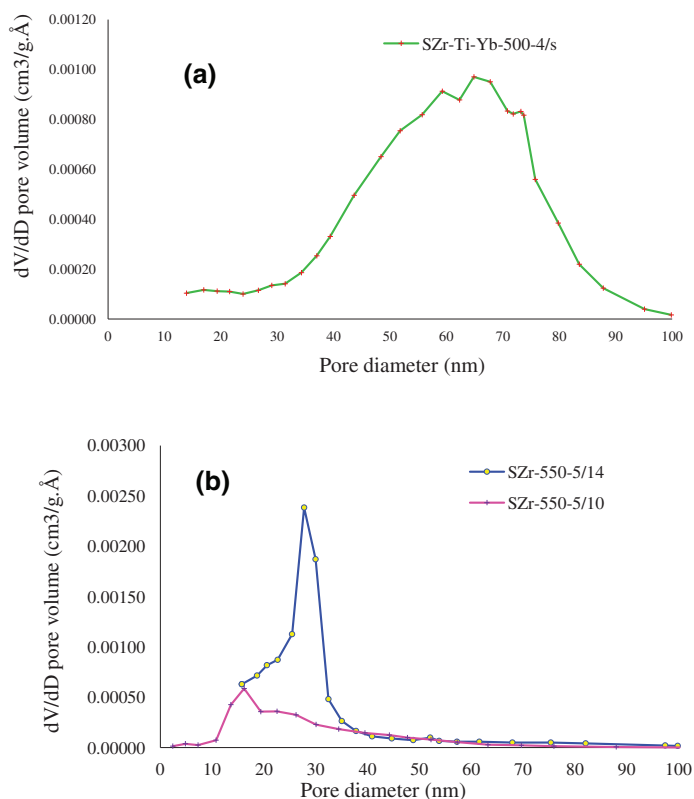 (a)
SZr-Ti-Yb-500-4/s
dV/dD pore volume (cm3/g.Å)
0.00120
0.00100
0.00080
0.00060
0.00040
0.00020
0.00000
0 10 20 30 40 50 60 70 80 90 100
Pore diameter (nm)
(b)
SZr-550-5/14
SZr-550-5/10
dV/dD pore volume (cm3/g.Å)
0.00300
0.00250
0.00200
0.00150
0.00100
0.00050
0.00000
0 10 20 30 40 50 60 70 80 90 100
Pore diameter (nm)